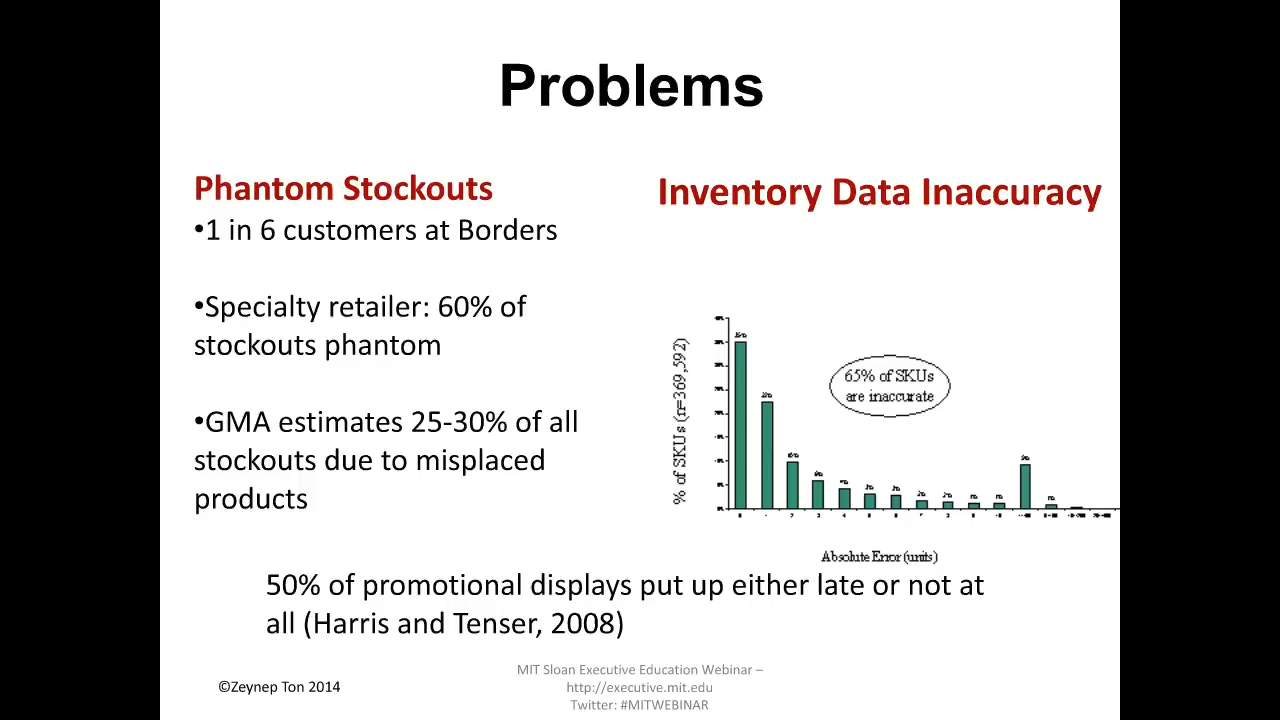 Problems
Phantom Stockouts
•1 in 6 customers at Borders
•Specialty retailer: 60% of
stockouts phantom
•GMA estimates 25-30% of all
stockouts due to misplaced
products
Inventory Data Inaccuracy
% of SKUs (n=369,592)
65% of SKUs
are inaccurate
Absolute Error (units)
50% of promotional displays put up either late or not at
all (Harris and Tenser, 2008)
©Zeynep Ton 2014
MIT Sloan Executive Education Webinar –
http://executive.mit.edu
Twitter: #MITWEBINAR